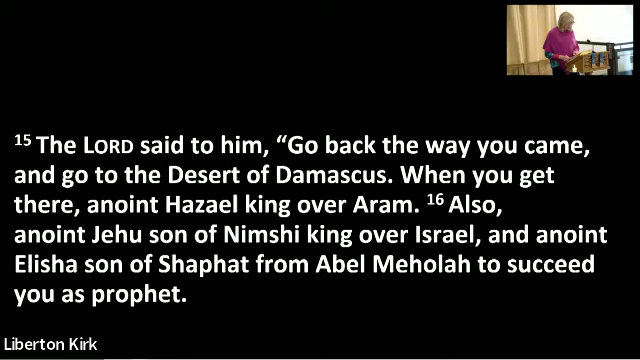 15 The LORD said to him, “Go back the way you came,
and go to the Desert of Damascus. When you get
there, anoint Hazael king over Aram. 16 Also,
anoint Jehu son of Nimshi king over Israel, and anoint
Elisha son of Shaphat from Abel Meholah to succeed
you as prophet.
Liberton Kirk